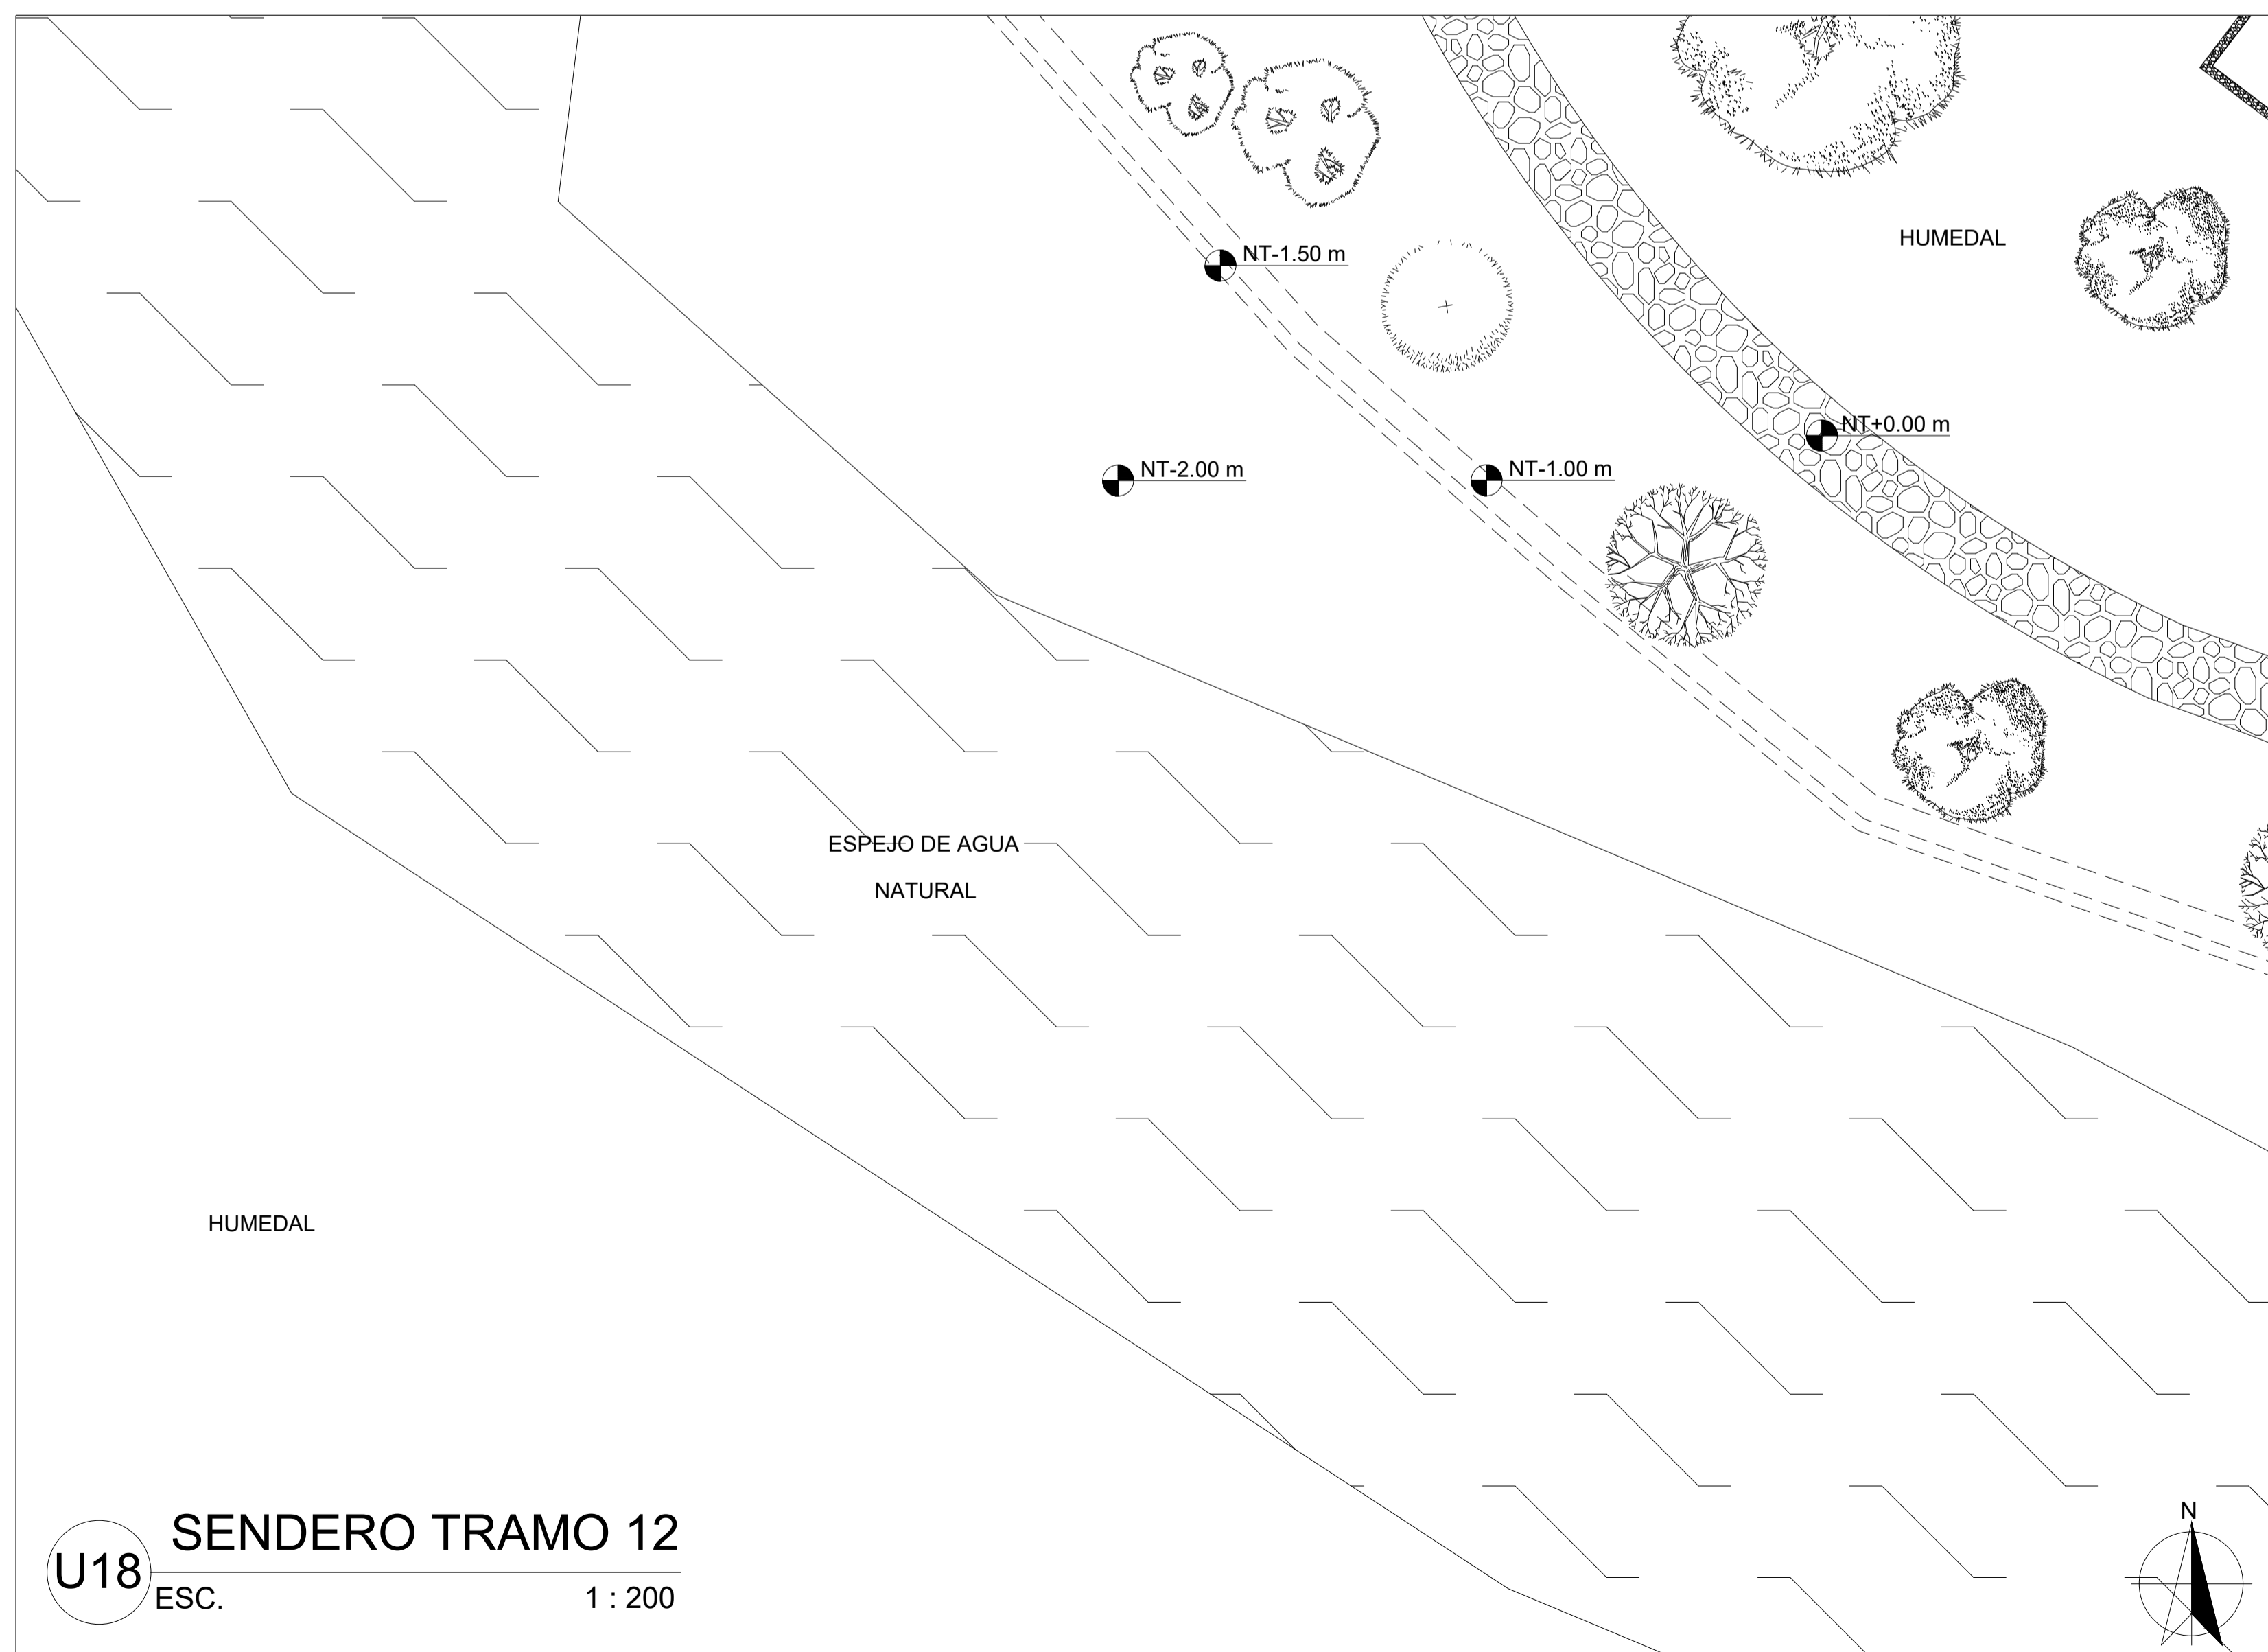 HUMEDAL
NT-1.50 m
NT+0.00 m
NT-2.00 m
NT-1.00 m
ESPEJO DE AGUA
NATURAL
HUMEDAL
N
SENDERO TRAMO 12
U18
ESC. 1 : 200